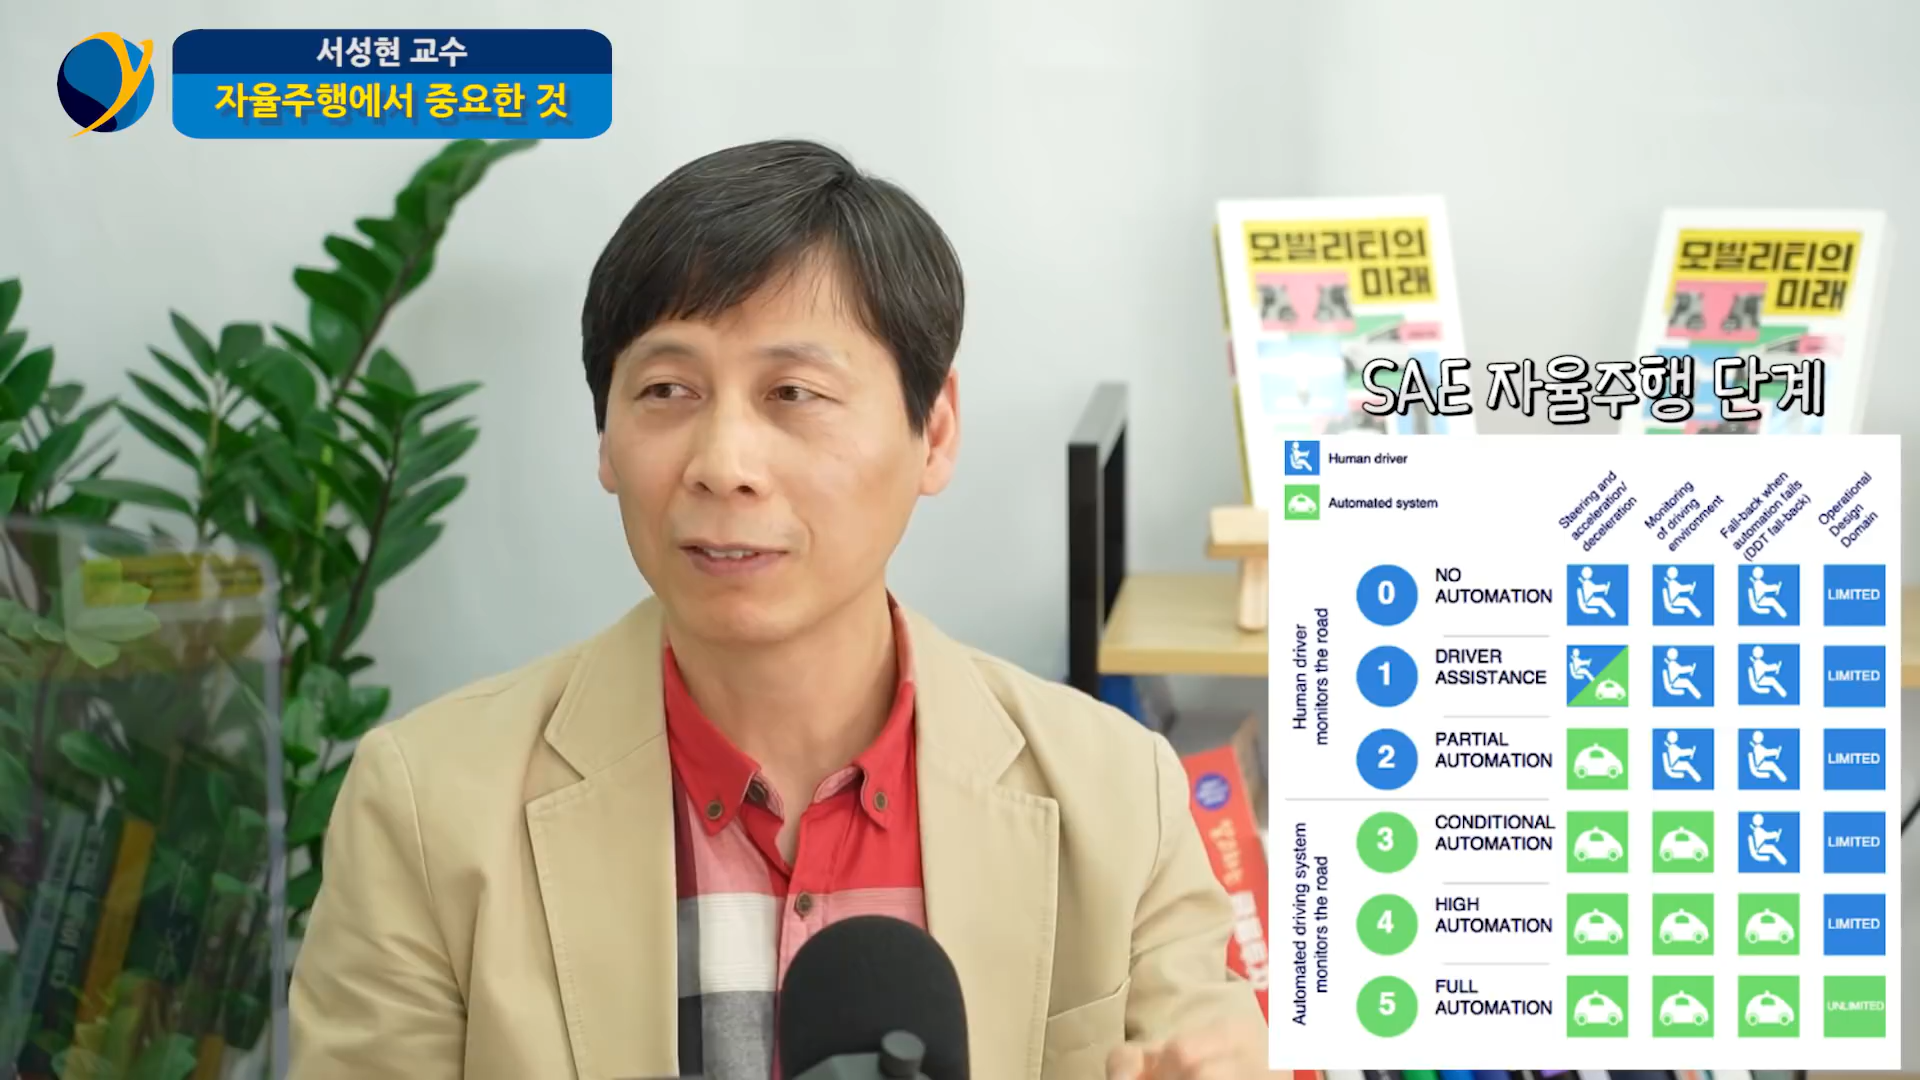 서성현 교수
자율주행에서 중요한 것
모빌리티의
미래
모빌리티의
미래
SAE 자율주행 단계
Human driver
Automated system
Steering and
acceleration/
deceleration
Monitoring
of driving
environment
Fall-back when
automation fails
(DDT fall-back)
Operational
Design
Domain
Human driver
monitors the road
0
NO
AUTOMATION
LIMITED
1
DRIVER
ASSISTANCE
LIMITED
2
PARTIAL
AUTOMATION
LIMITED
Automated driving system
monitors the road
3
CONDITIONAL
AUTOMATION
LIMITED
4
HIGH
AUTOMATION
LIMITED
5
FULL
AUTOMATION
UNLIMITED